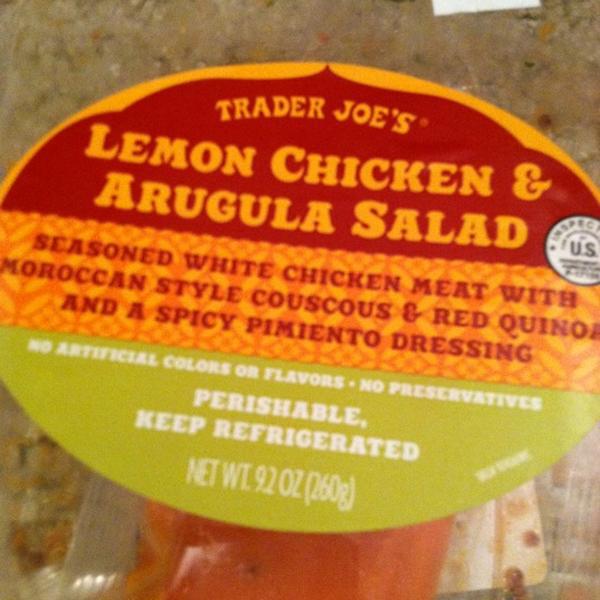 TRADER JOE'S
LEMON CHICKEN &
ARUGULA SALAD
INSPECT
U.S.
SEASONED WHITE CHICKEN MEAT WITH
MOROCCAN STYLE COUSCOUS & RED QUINOA
AND A SPICY PIMIENTO DRESSING
NO ARTIFICIAL COLORS OR FLAVORS • NO PRESERVATIVES
PERISHABLE,
KEEP REFRIGERATED
NET WT. 9.2 OZ (260g)